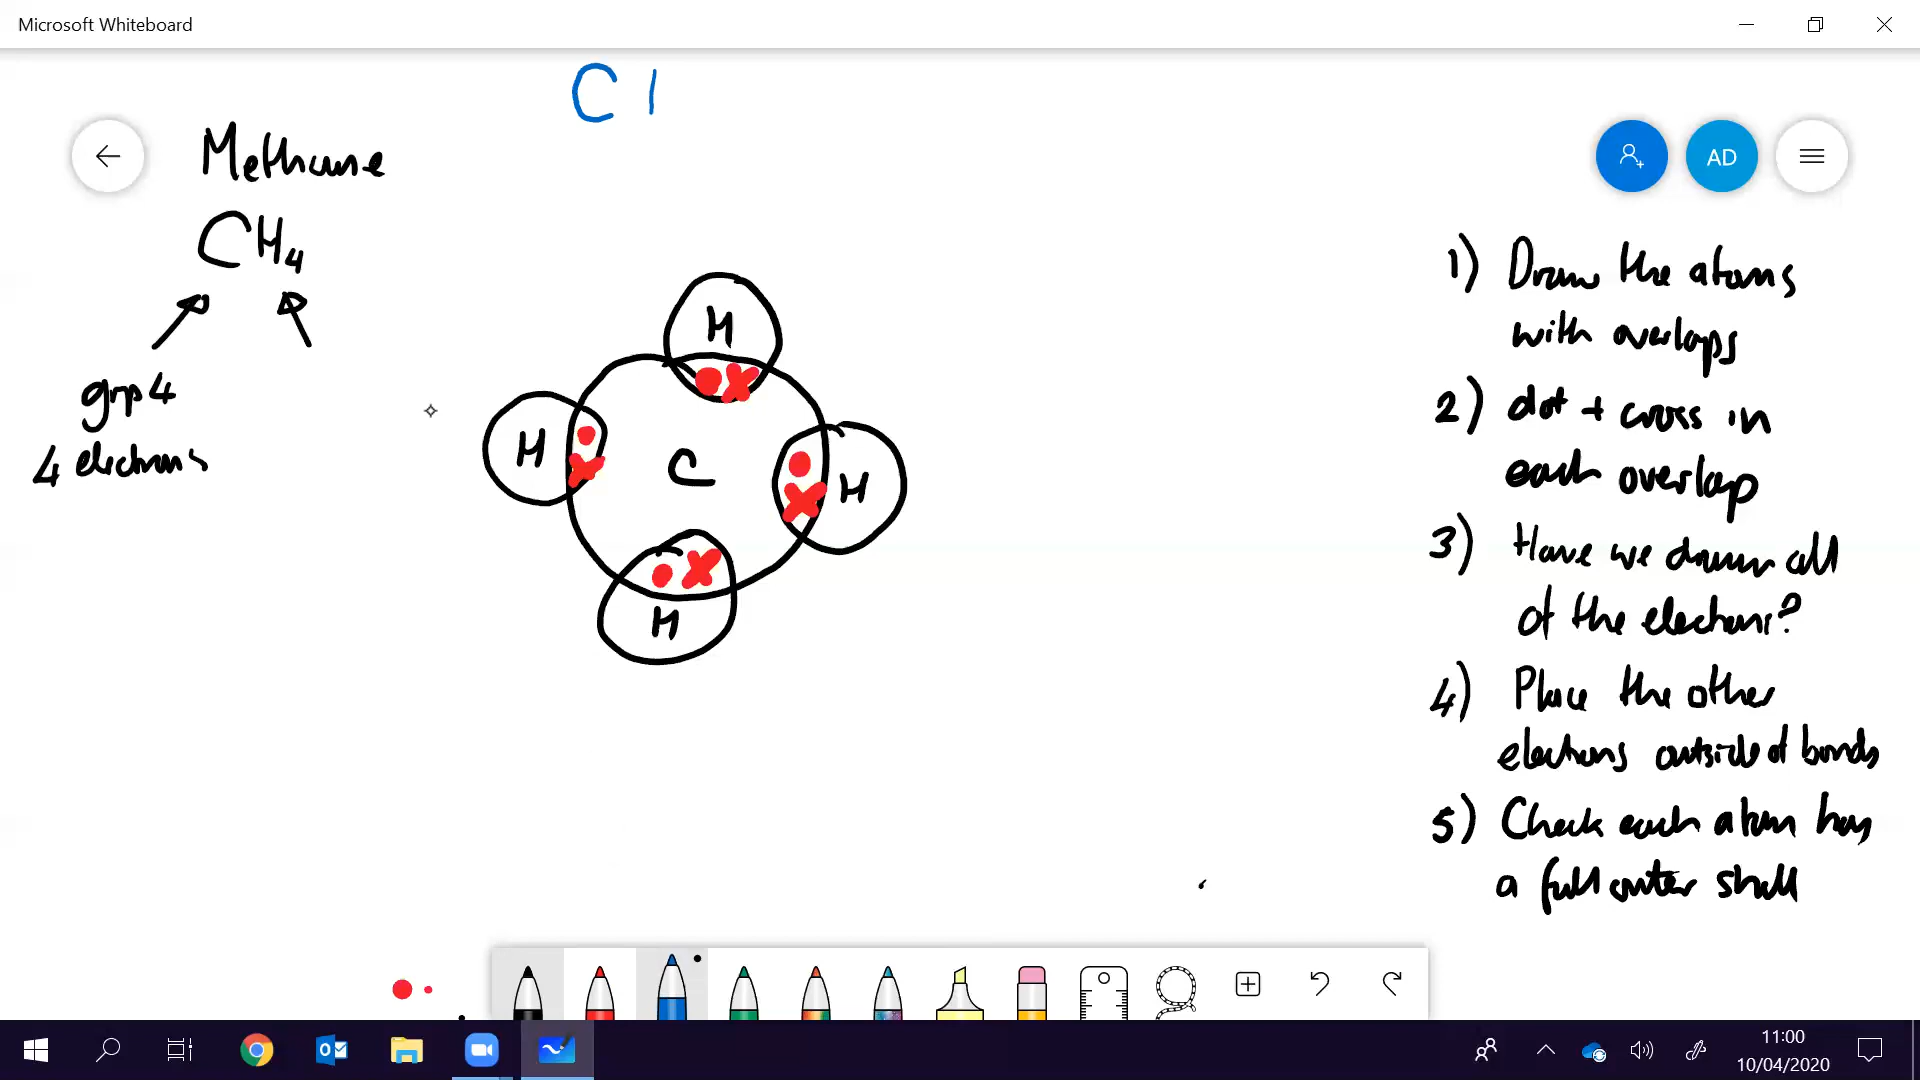 Microsoft Whiteboard
Cl
Methane
CH4
grp 4
4 electrons
H
H
C
H
H
AD
1) Draw the atoms
with overlaps
2) dot + cross in
each overlap
3) Have we drawn all
of the electrons?
4) Place the other
electrons outside of bonds
5) Check each atom has
a full outer shell
11:00
10/04/2020